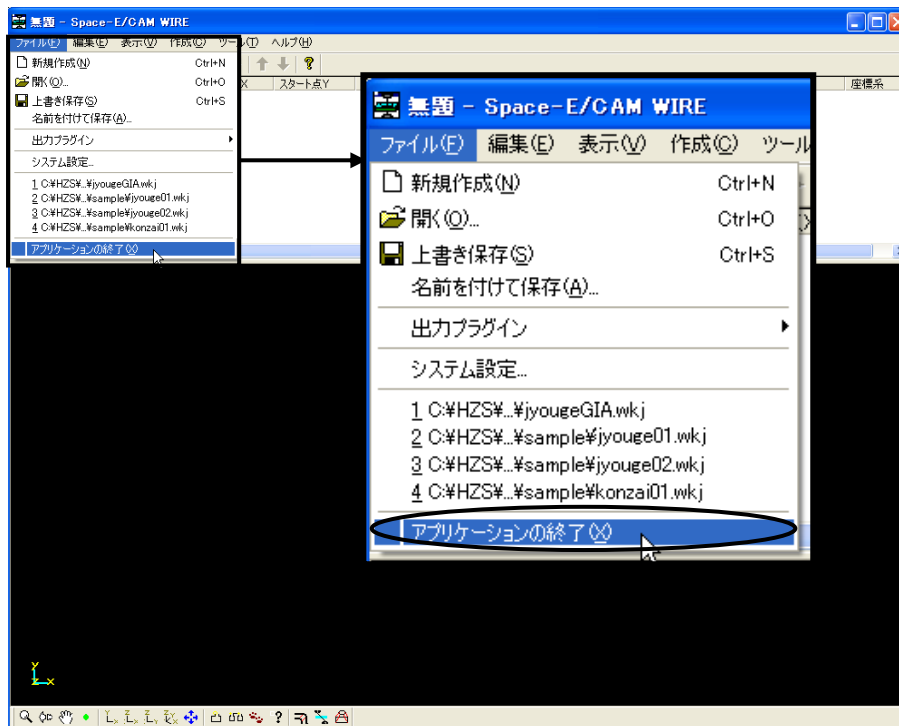 無題 - Space-E/CAM WIRE
ファイル(F) 編集(E) 表示(V) 作成(C) ツール(T) ヘルプ(H)
新規作成(N) Ctrl+N
開く(O)... Ctrl+O
上書き保存(S) Ctrl+S
名前を付けて保存(A)...
出力プラグイン
システム設定...
1 C:¥HZS¥...¥jyougeGIA.wkj
2 C:¥HZS¥...¥sample¥jyouge01.wkj
3 C:¥HZS¥...¥sample¥jyouge02.wkj
4 C:¥HZS¥...¥sample¥konzai01.wkj
アプリケーションの終了(X)
X スタート点Y 座標系
無題 - Space-E/CAM WIRE
ファイル(F) 編集(E) 表示(V) 作成(C) ツール
新規作成(N) Ctrl+N
開く(O)... Ctrl+O
上書き保存(S) Ctrl+S
名前を付けて保存(A)...
出力プラグイン
システム設定...
1 C:¥HZS¥...¥jyougeGIA.wkj
2 C:¥HZS¥...¥sample¥jyouge01.wkj
3 C:¥HZS¥...¥sample¥jyouge02.wkj
4 C:¥HZS¥...¥sample¥konzai01.wkj
アプリケーションの終了(X)
Y
Z X